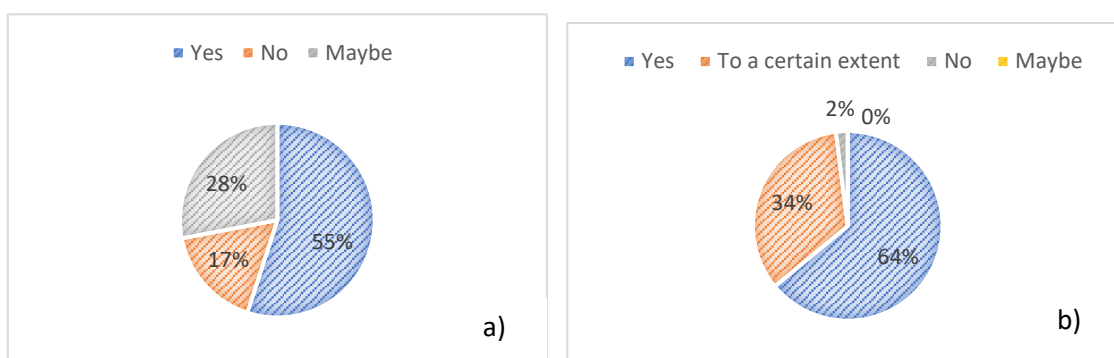 Yes No Maybe
28%
55%
17%
a)
Yes To a certain extent No Maybe
2% 0%
34%
64%
b)